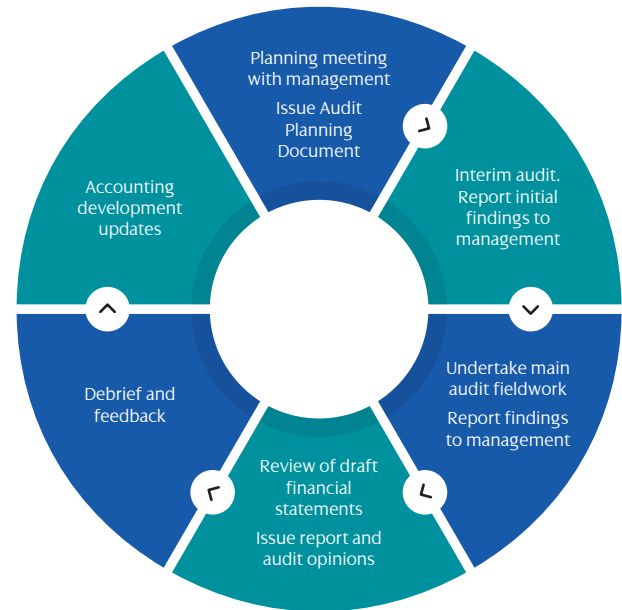 Planning meeting
with management
Issue Audit
Planning
Document
Interim audit.
Report initial
findings to
management
Undertake main
audit fieldwork
Report findings
to management
Review of draft
financial
statements
Issue report and
audit opinions
Debrief and
feedback
Accounting
development
updates